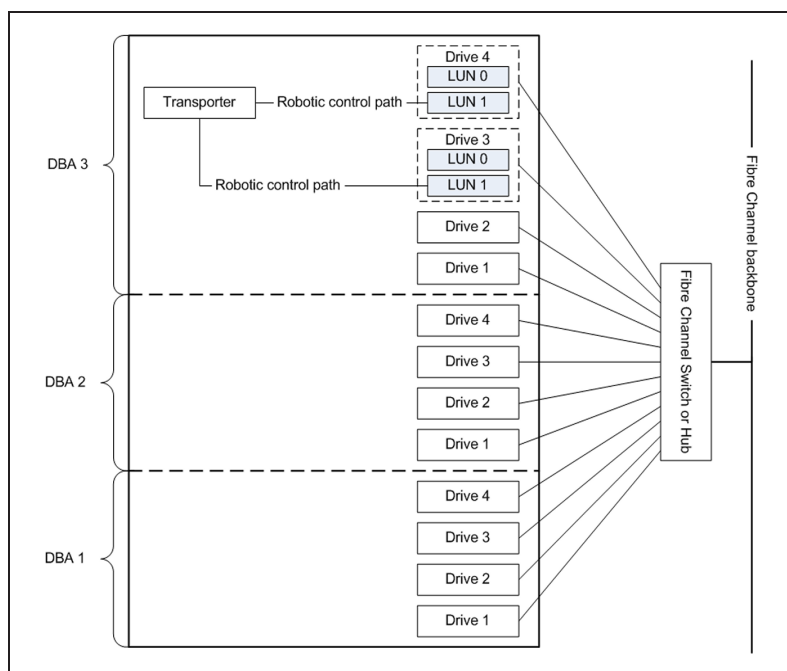 DBA 3
Transporter
Robotic control path
Robotic control path
Drive 4
LUN 0
LUN 1
Drive 3
LUN 0
LUN 1
Drive 2
Drive 1
DBA 2
Drive 4
Drive 3
Drive 2
Drive 1
DBA 1
Drive 4
Drive 3
Drive 2
Drive 1
Fibre Channel Switch or Hub
Fibre Channel backbone